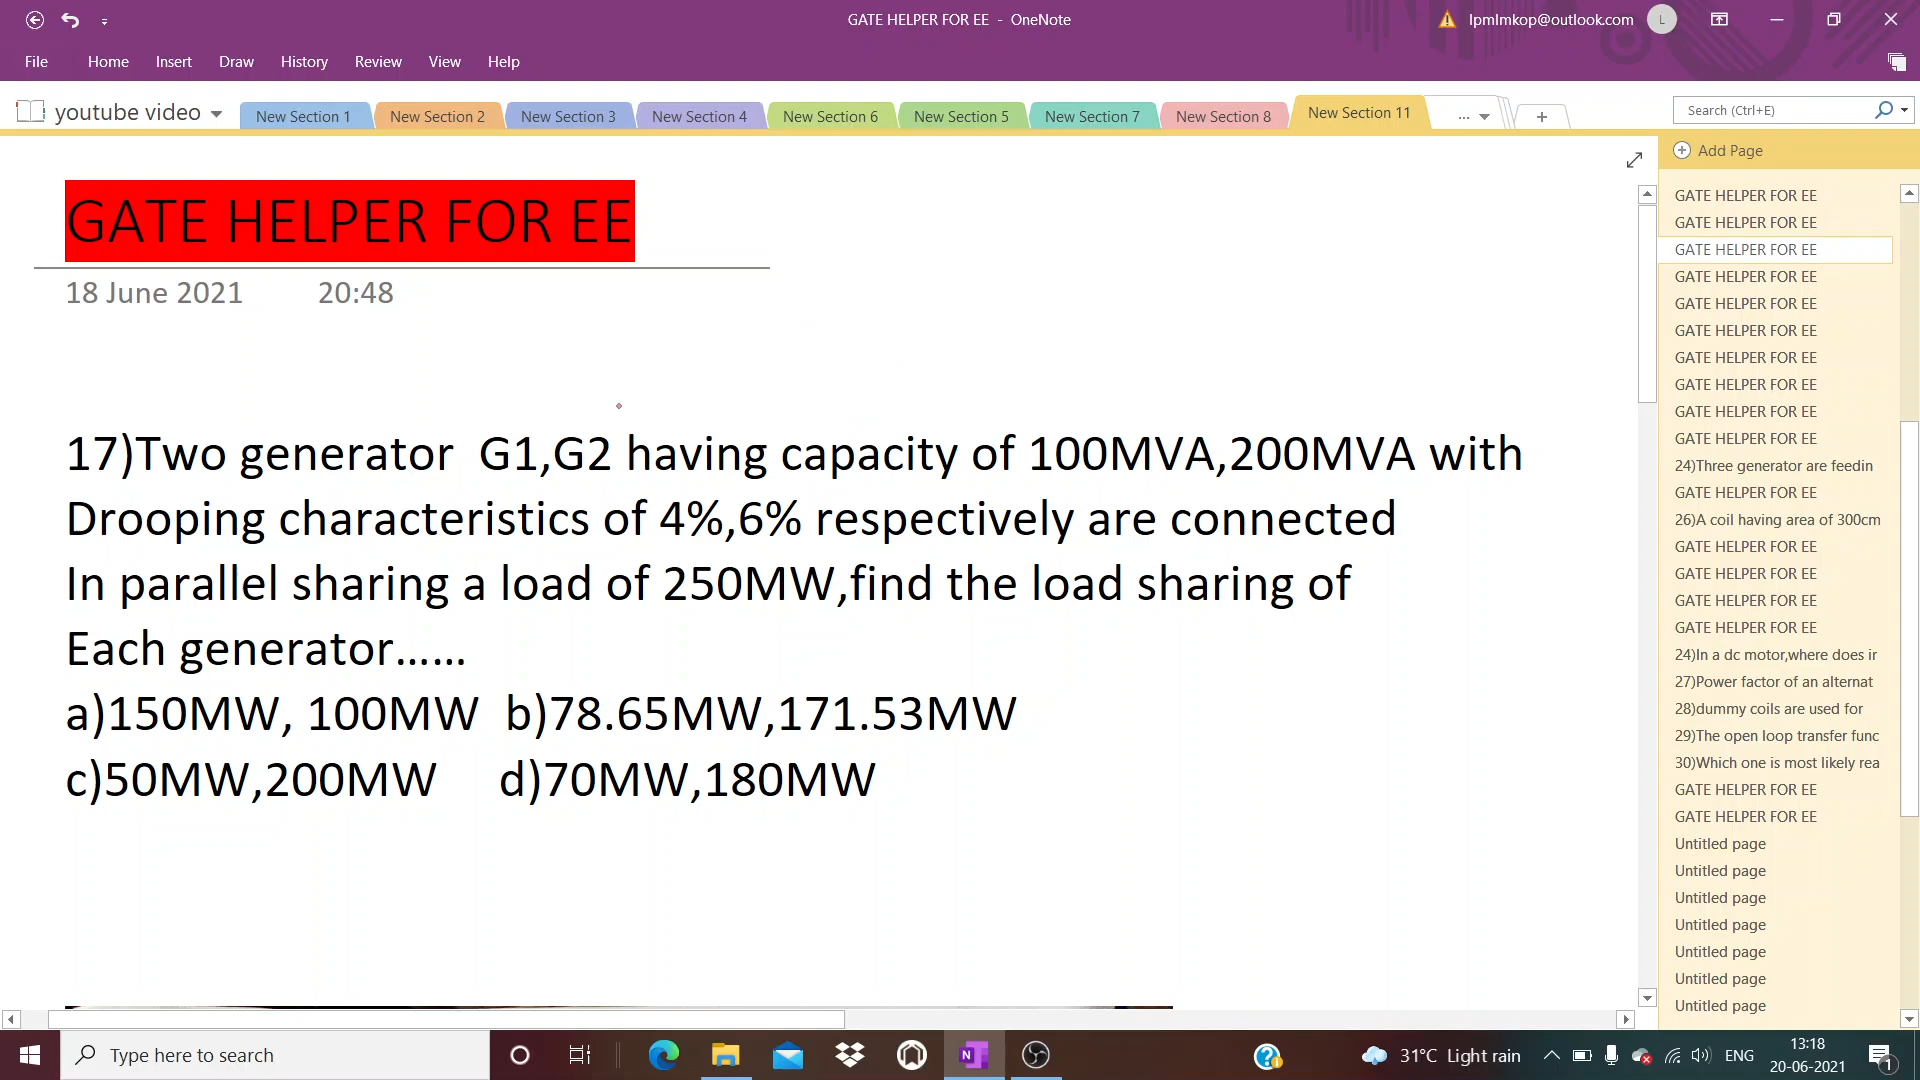 GATE HELPER FOR EE - OneNote
lpmlmkop@outlook.com
L
File Home Insert Draw History Review View Help
youtube video
New Section 1 New Section 2 New Section 3 New Section 4 New Section 6 New Section 5 New Section 7 New Section 8 New Section 11 ... +
Search (Ctrl+E)
Add Page
GATE HELPER FOR EE
18 June 2021 20:48
17)Two generator G1,G2 having capacity of 100MVA,200MVA with
Drooping characteristics of 4%,6% respectively are connected
In parallel sharing a load of 250MW,find the load sharing of
Each generator......
a)150MW, 100MW b)78.65MW,171.53MW
c)50MW,200MW d)70MW,180MW
GATE HELPER FOR EE
GATE HELPER FOR EE
GATE HELPER FOR EE
GATE HELPER FOR EE
GATE HELPER FOR EE
GATE HELPER FOR EE
GATE HELPER FOR EE
GATE HELPER FOR EE
GATE HELPER FOR EE
GATE HELPER FOR EE
24)Three generator are feedin
GATE HELPER FOR EE
26)A coil having area of 300cm
GATE HELPER FOR EE
GATE HELPER FOR EE
GATE HELPER FOR EE
GATE HELPER FOR EE
24)In a dc motor,where does ir
27)Power factor of an alternat
28)dummy coils are used for
29)The open loop transfer func
30)Which one is most likely rea
GATE HELPER FOR EE
GATE HELPER FOR EE
Untitled page
Untitled page
Untitled page
Untitled page
Untitled page
Untitled page
Untitled page
Type here to search
31°C Light rain
ENG
13:18
20-06-2021
1